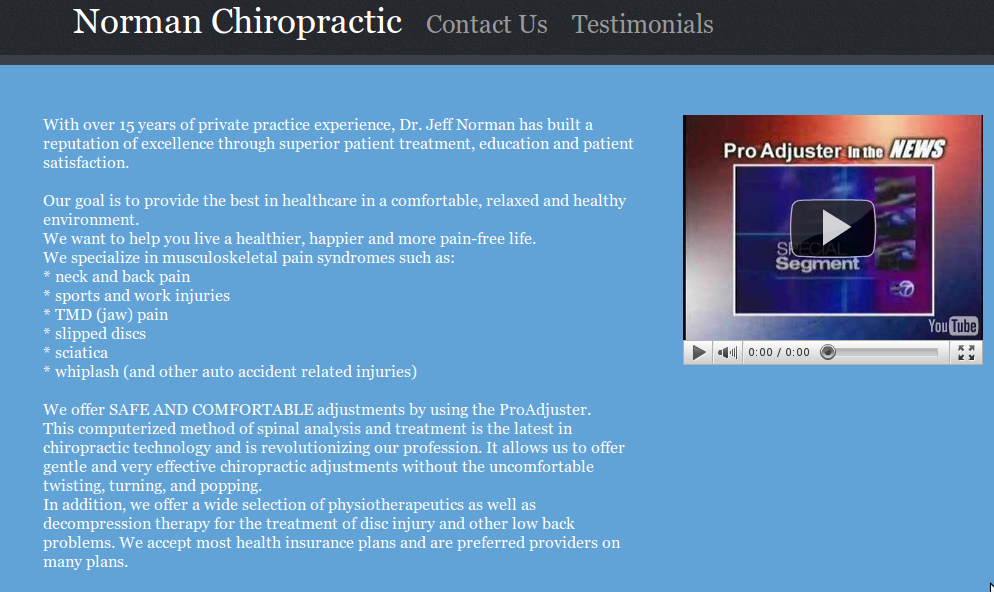 Norman Chiropractic Contact Us Testimonials
With over 15 years of private practice experience, Dr. Jeff Norman has built a
reputation of excellence through superior patient treatment, education and patient
satisfaction.
Our goal is to provide the best in healthcare in a comfortable, relaxed and healthy
environment.
We want to help you live a healthier, happier and more pain-free life.
We specialize in musculoskeletal pain syndromes such as:
* neck and back pain
* sports and work injuries
* TMD (jaw) pain
* slipped discs
* sciatica
* whiplash (and other auto accident related injuries)
We offer SAFE AND COMFORTABLE adjustments by using the ProAdjuster.
This computerized method of spinal analysis and treatment is the latest in
chiropractic technology and is revolutionizing our profession. It allows us to offer
gentle and very effective chiropractic adjustments without the uncomfortable
twisting, turning, and popping.
In addition, we offer a wide selection of physiotherapeutics as well as
decompression therapy for the treatment of disc injury and other low back
problems. We accept most health insurance plans and are preferred providers on
many plans.
Pro Adjuster In the NEWS
SPECIAL
Segment
abc 7
YouTube
0:00 / 0:00